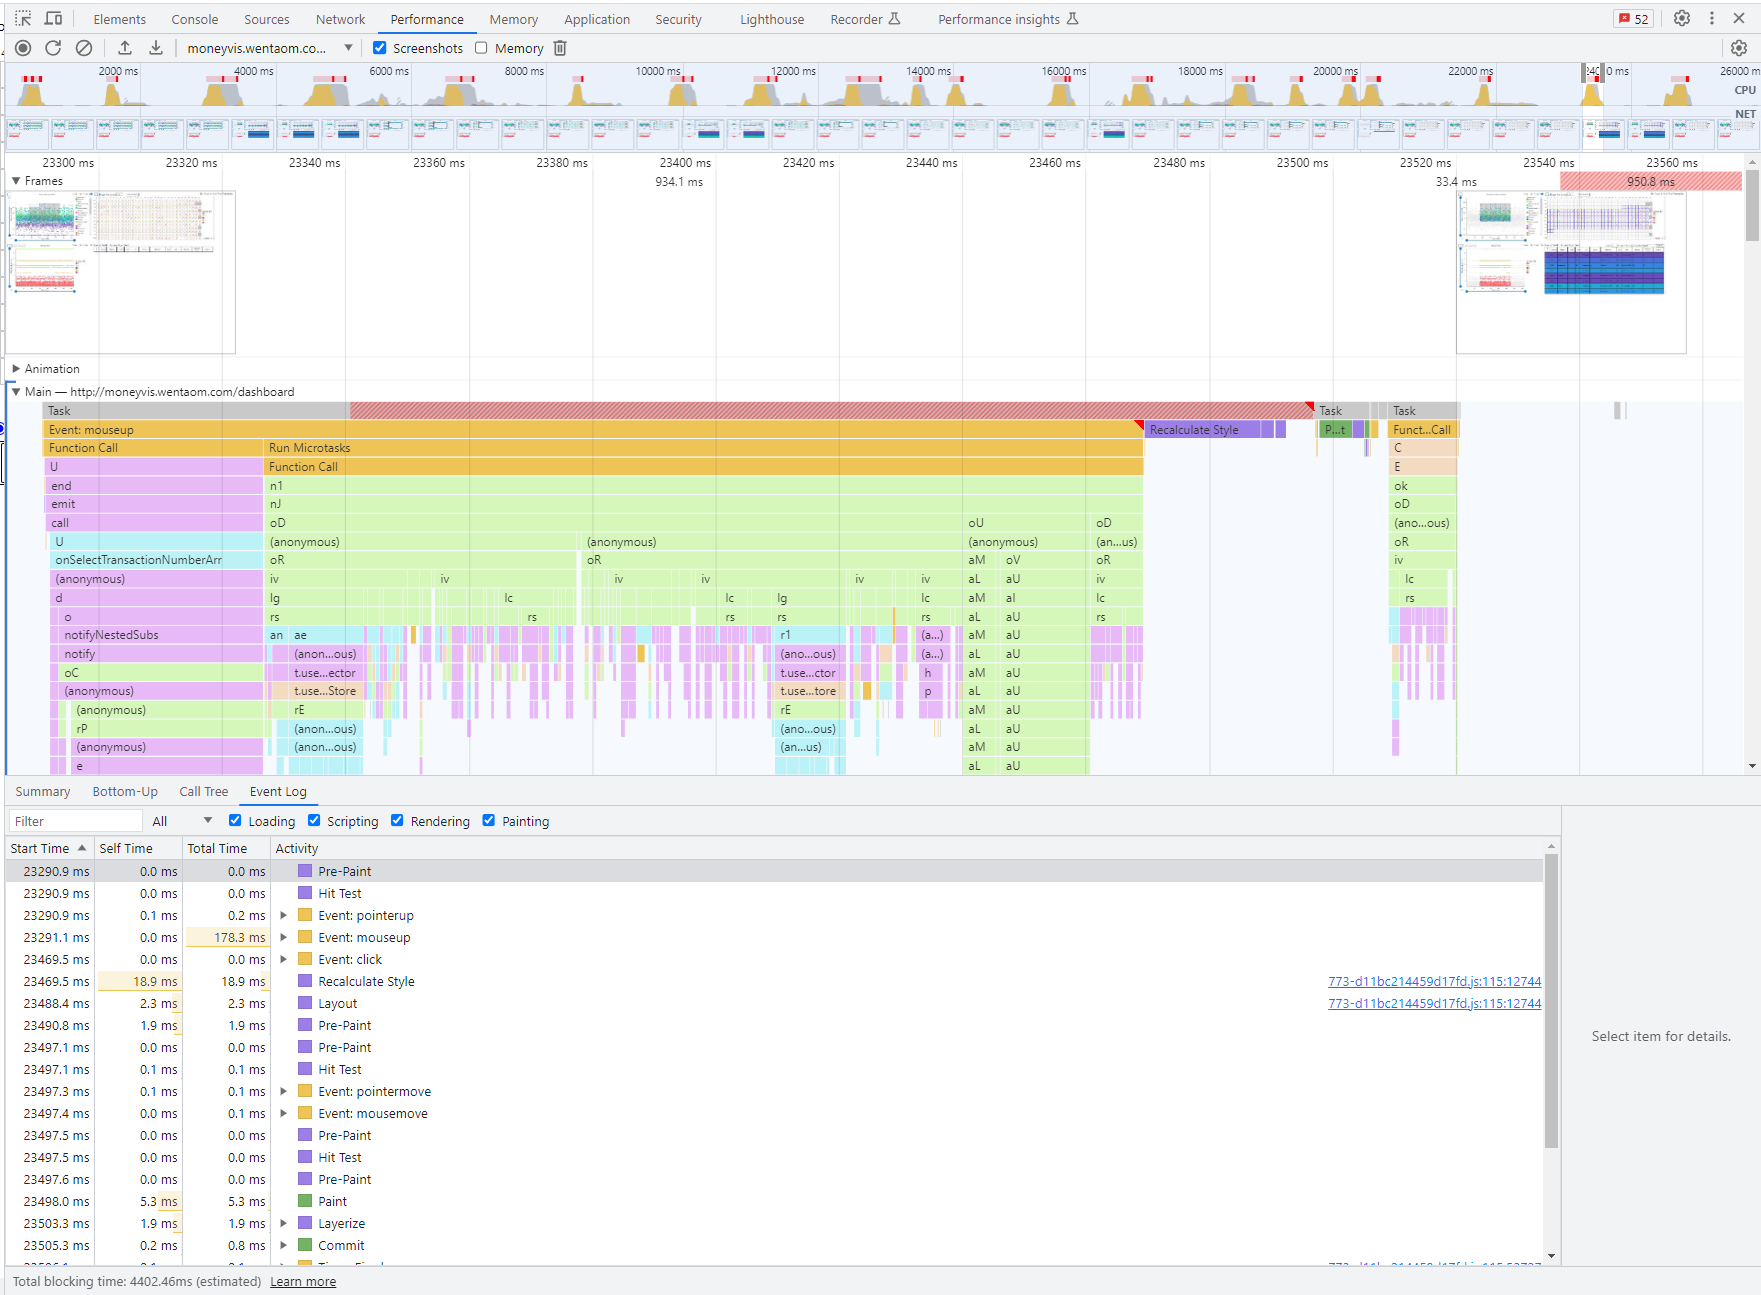 Elements Console Sources Network Performance Memory Application Security Lighthouse Recorder Performance insights 52
moneyvis.wentaom.co... Screenshots Memory
2000 ms 4000 ms 6000 ms 8000 ms 10000 ms 12000 ms 14000 ms 16000 ms 18000 ms 20000 ms 22000 ms 0 ms 26000 m
CPU
NET
23300 ms 23320 ms 23340 ms 23360 ms 23380 ms 23400 ms 23420 ms 23440 ms 23460 ms 23480 ms 23500 ms 23520 ms 23540 ms 23560 ms
Frames 934.1 ms 33.4 ms 950.8 ms
Animation
Main — http://moneyvis.wentaom.com/dashboard
Task Task Task
Event: mouseup Recalculate Style P...t Funct...Call
Function Call Run Microtasks C
U Function Call E
end n1 ok
emit nJ oD
call oD oU oD (ano...ous)
U (anonymous) (anonymous) (anonymous) (an...us) oR
onSelectTransactionNumberArr oR oR aM oV oR iv
(anonymous) iv iv iv iv iv iv aL aU iv lc
d lg lc lc lg lc aM al lc rs
o rs rs rs rs rs aL aU rs
notifyNestedSubs an ae r1 (a...) aM aU
notify (anon...ous) (ano...ous) (a...) aL aU
oC t.use...ector t.use...ctor h aM aU
(anonymous) t.use...Store t.use...tore p aL aU
(anonymous) rE rE aM aU
rP (anon...ous) (ano...ous) aL aU
(anonymous) (anon...ous) (an...us) aM aU
e aL aU
Summary Bottom-Up Call Tree Event Log
Filter All Loading Scripting Rendering Painting
Start Time Self Time Total Time Activity
23290.9 ms 0.0 ms 0.0 ms Pre-Paint
23290.9 ms 0.0 ms 0.0 ms Hit Test
23290.9 ms 0.1 ms 0.2 ms Event: pointerup
23291.1 ms 0.0 ms 178.3 ms Event: mouseup
23469.5 ms 0.0 ms 0.0 ms Event: click
23469.5 ms 18.9 ms 18.9 ms Recalculate Style 773-d11bc214459d17fd.js:115:12744
23488.4 ms 2.3 ms 2.3 ms Layout 773-d11bc214459d17fd.js:115:12744
23490.8 ms 1.9 ms 1.9 ms Pre-Paint
23497.1 ms 0.0 ms 0.0 ms Pre-Paint
23497.1 ms 0.1 ms 0.1 ms Hit Test
23497.3 ms 0.1 ms 0.1 ms Event: pointermove
23497.4 ms 0.0 ms 0.1 ms Event: mousemove
23497.5 ms 0.0 ms 0.0 ms Pre-Paint
23497.5 ms 0.0 ms 0.0 ms Hit Test
23497.6 ms 0.0 ms 0.0 ms Pre-Paint
23498.0 ms 5.3 ms 5.3 ms Paint
23503.3 ms 1.9 ms 1.9 ms Layerize
23505.3 ms 0.2 ms 0.8 ms Commit
Select item for details.
Total blocking time: 4402.46ms (estimated) Learn more